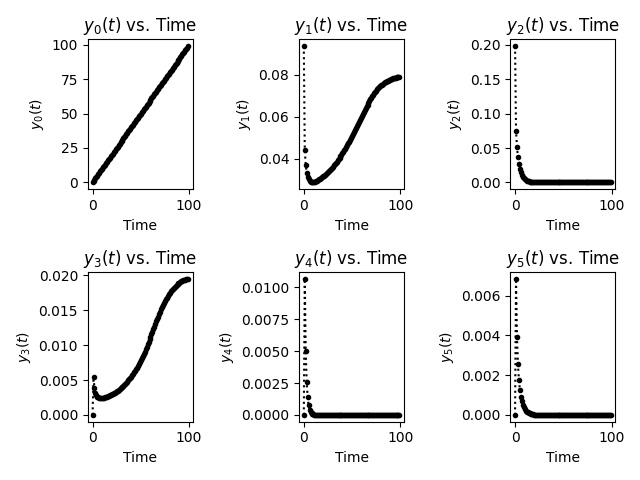 y₀(t) vs. Time
y₁(t) vs. Time
y₂(t) vs. Time
100
75
50
25
0
y₀(t)
0 100
Time
0.08
0.06
0.04
y₁(t)
0 100
Time
0.20
0.15
0.10
0.05
0.00
y₂(t)
0 100
Time
y₃(t) vs. Time
y₄(t) vs. Time
y₅(t) vs. Time
0.020
0.015
0.010
0.005
0.000
y₃(t)
0 100
Time
0.0100
0.0075
0.0050
0.0025
0.0000
y₄(t)
0 100
Time
0.006
0.004
0.002
0.000
y₅(t)
0 100
Time